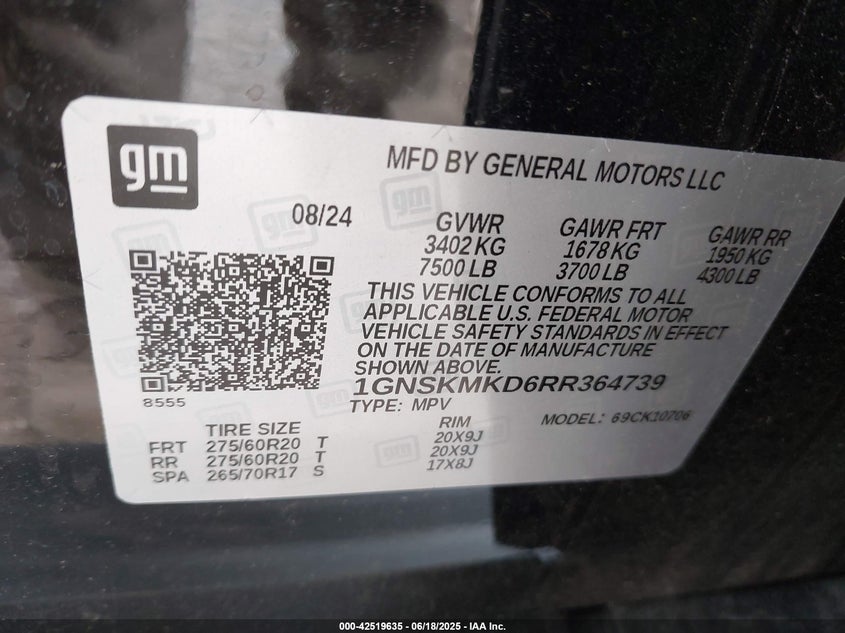 gm
MFD BY GENERAL MOTORS LLC
08/24
GVWR GAWR FRT GAWR RR
3402 KG 1678 KG 1950 KG
7500 LB 3700 LB 4300 LB
THIS VEHICLE CONFORMS TO ALL
APPLICABLE U.S. FEDERAL MOTOR
VEHICLE SAFETY STANDARDS IN EFFECT
ON THE DATE OF MANUFACTURE
SHOWN ABOVE.
1GNSKMKD6RR364739
8555
TYPE: MPV MODEL: 69CK10706
TIRE SIZE RIM
FRT 275/60R20 T 20X9J
RR 275/60R20 T 20X9J
SPA 265/70R17 S 17X8J
000-42519635 - 06/18/2025 - IAA Inc.